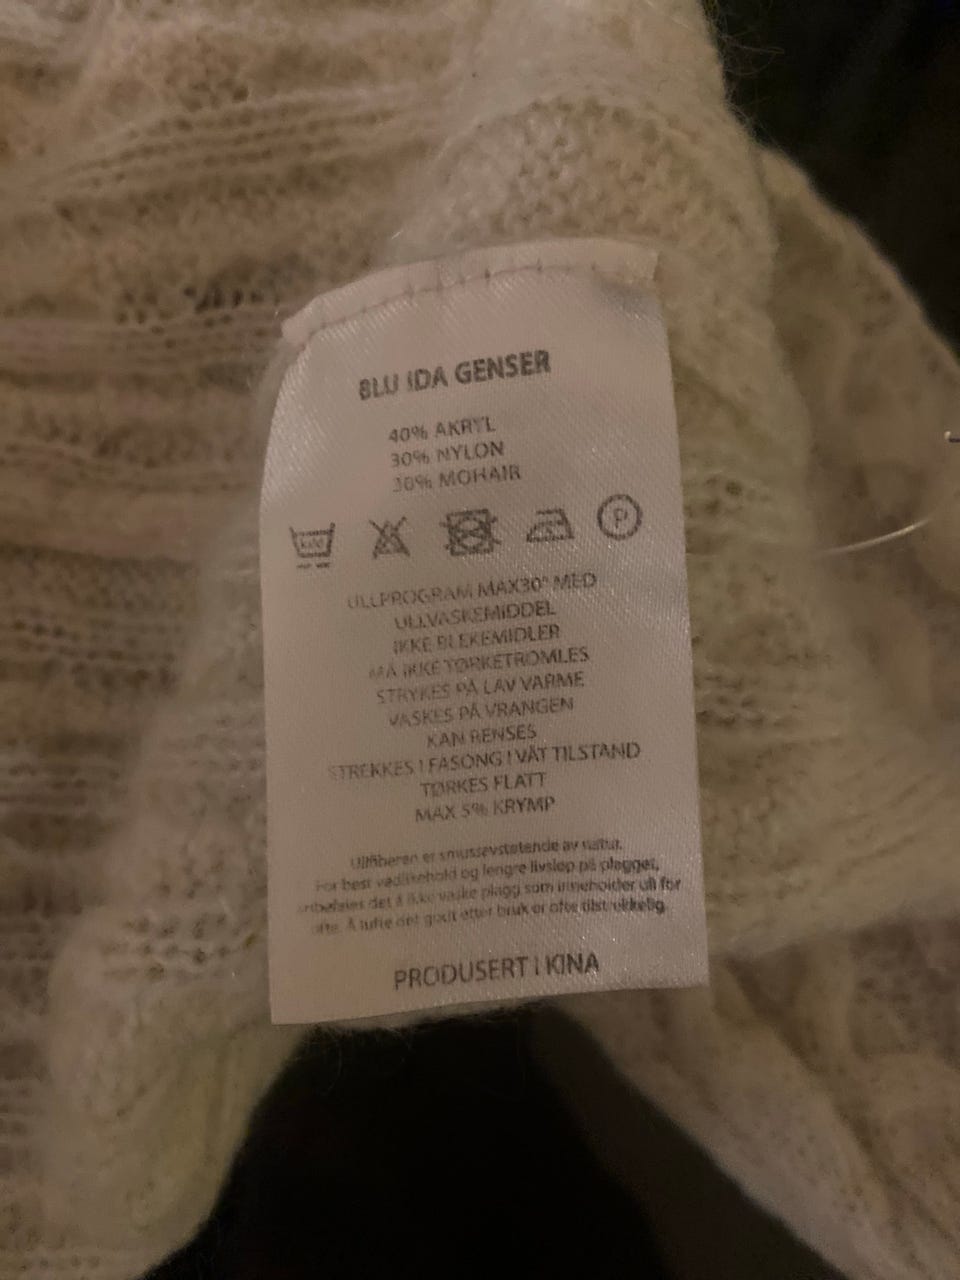 BLU IDA GENSER
40% AKRYL
30% NYLON
30% MOHAIR
P
ULLPROGRAM MAX30° MED
ULLVASKEMIDDEL
IKKE BLEKEMIDLER
MÅ IKKE TØRKETROMLES
STRYKES PÅ LAV VARME
VASKES PÅ VRANGEN
KAN RENSES
STREKKES I FASONG I VÅT TILSTAND
TØRKES FLATT
MAX 5% KRYMP
Ullfiberen er smussavstøtende av natur.
For best vedlikehold og lengre livsløp på plagget,
anbefales det å ikke vaske plagg som inneholder ull for
ofte. Å lufte det godt etter bruk er ofte tilstrekkelig.
PRODUSERT I KINA